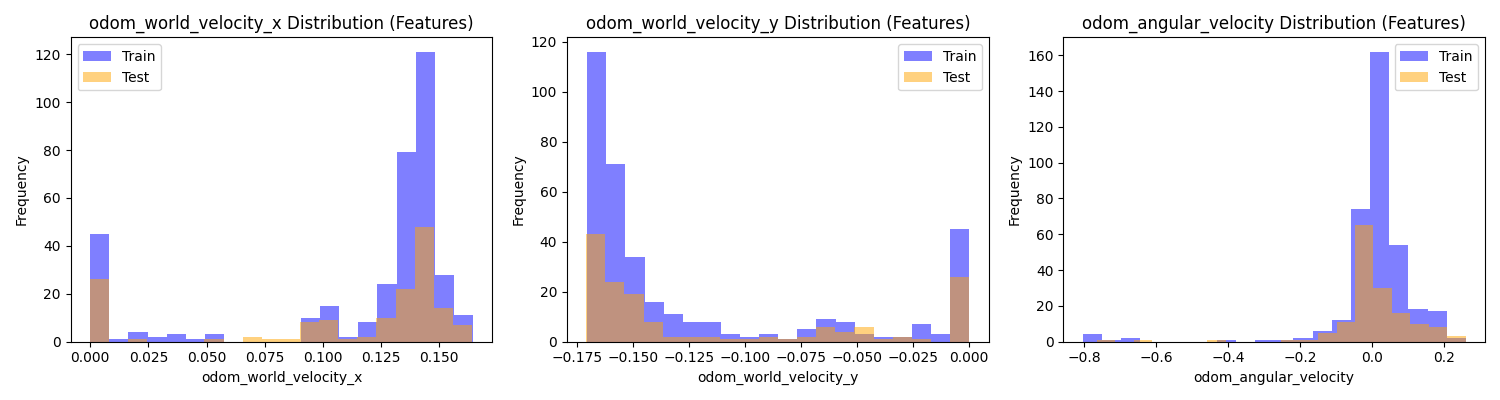 odom_world_velocity_x Distribution (Features)
Train
Test
Frequency
0
20
40
60
80
100
120
0.000
0.025
0.050
0.075
0.100
0.125
0.150
odom_world_velocity_x
odom_world_velocity_y Distribution (Features)
Train
Test
Frequency
0
20
40
60
80
100
120
−0.175
−0.150
−0.125
−0.100
−0.075
−0.050
−0.025
0.000
odom_world_velocity_y
odom_angular_velocity Distribution (Features)
Train
Test
Frequency
0
20
40
60
80
100
120
140
160
−0.8
−0.6
−0.4
−0.2
0.0
0.2
odom_angular_velocity